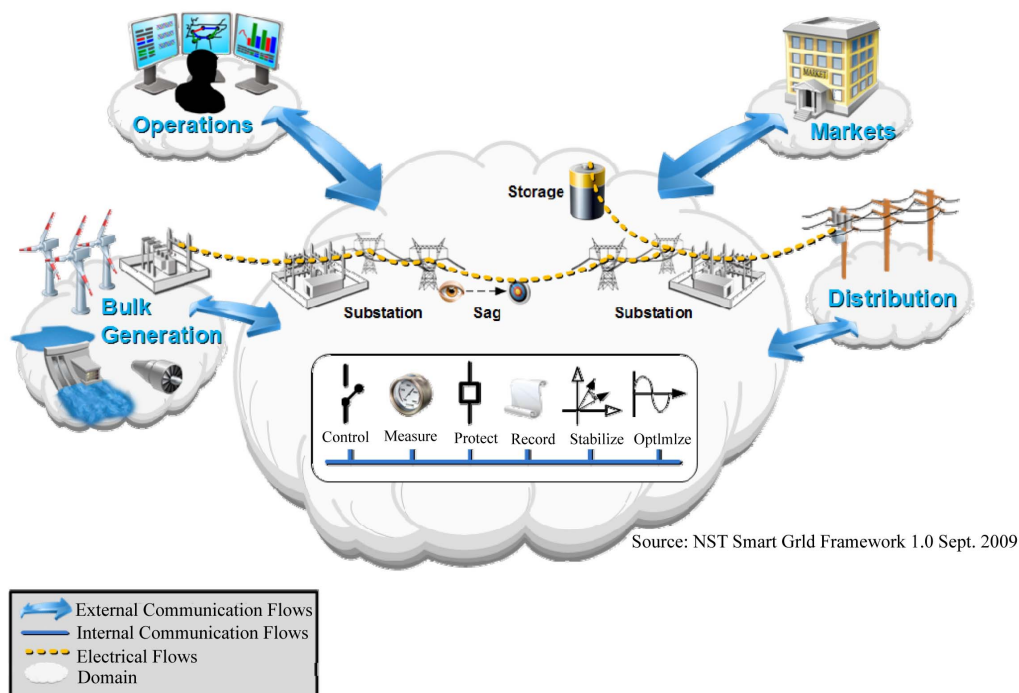 Operations
MARKET
Markets
Storage
Bulk
Generation
Substation
Sag
Substation
Distribution
Control Measure Protect Record Stabilize OptlmIze
Source: NST Smart Grld Framework 1.0 Sept. 2009
External Communication Flows
Internal Communication Flows
Electrical Flows
Domain